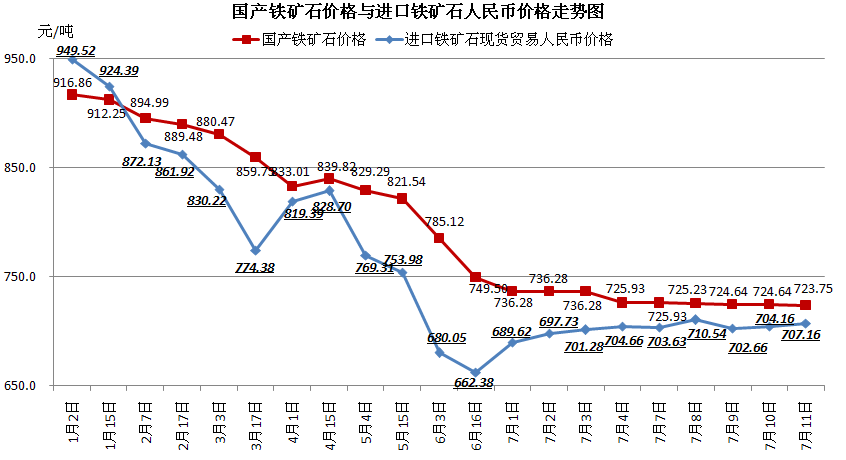 国产铁矿石价格与进口铁矿石人民币价格走势图
元/吨
国产铁矿石价格
进口铁矿石现货贸易人民币价格
950.0
850.0
750.0
650.0
916.86
912.25
894.99
889.48
880.47
859.75
833.01
839.82
829.29
821.54
785.12
749.50
736.28
736.28
736.28
725.93
725.93
725.23
724.64
724.64
723.75
949.52
924.39
872.13
861.92
830.22
774.38
819.39
828.70
769.31
753.98
680.05
662.38
689.62
697.73
701.28
704.66
703.63
710.54
702.66
704.16
707.16
1月2日
1月15日
2月7日
2月17日
3月3日
3月17日
4月1日
4月15日
5月4日
5月15日
6月3日
6月16日
7月1日
7月2日
7月3日
7月4日
7月7日
7月8日
7月9日
7月10日
7月11日